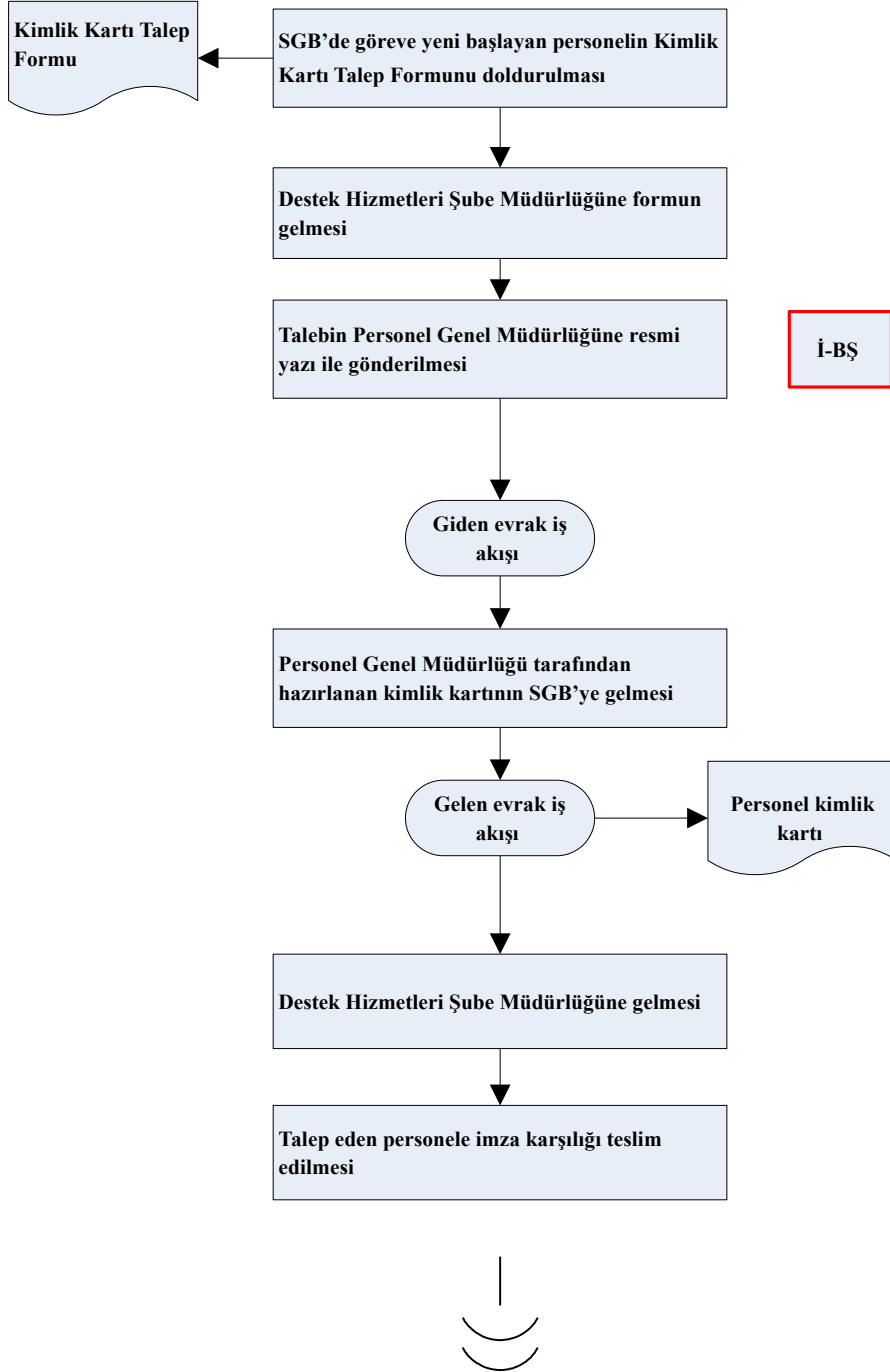 Kimlik Kartı Talep
Formu
SGB’de göreve yeni başlayan personelin Kimlik
Kartı Talep Formunu doldurulması
Destek Hizmetleri Şube Müdürlüğüne formun
gelmesi
Talebin Personel Genel Müdürlüğüne resmi
yazı ile gönderilmesi
İ-BŞ
Giden evrak iş
akışı
Personel Genel Müdürlüğü tarafından
hazırlanan kimlik kartının SGB’ye gelmesi
Gelen evrak iş
akışı
Personel kimlik
kartı
Destek Hizmetleri Şube Müdürlüğüne gelmesi
Talep eden personele imza karşılığı teslim
edilmesi